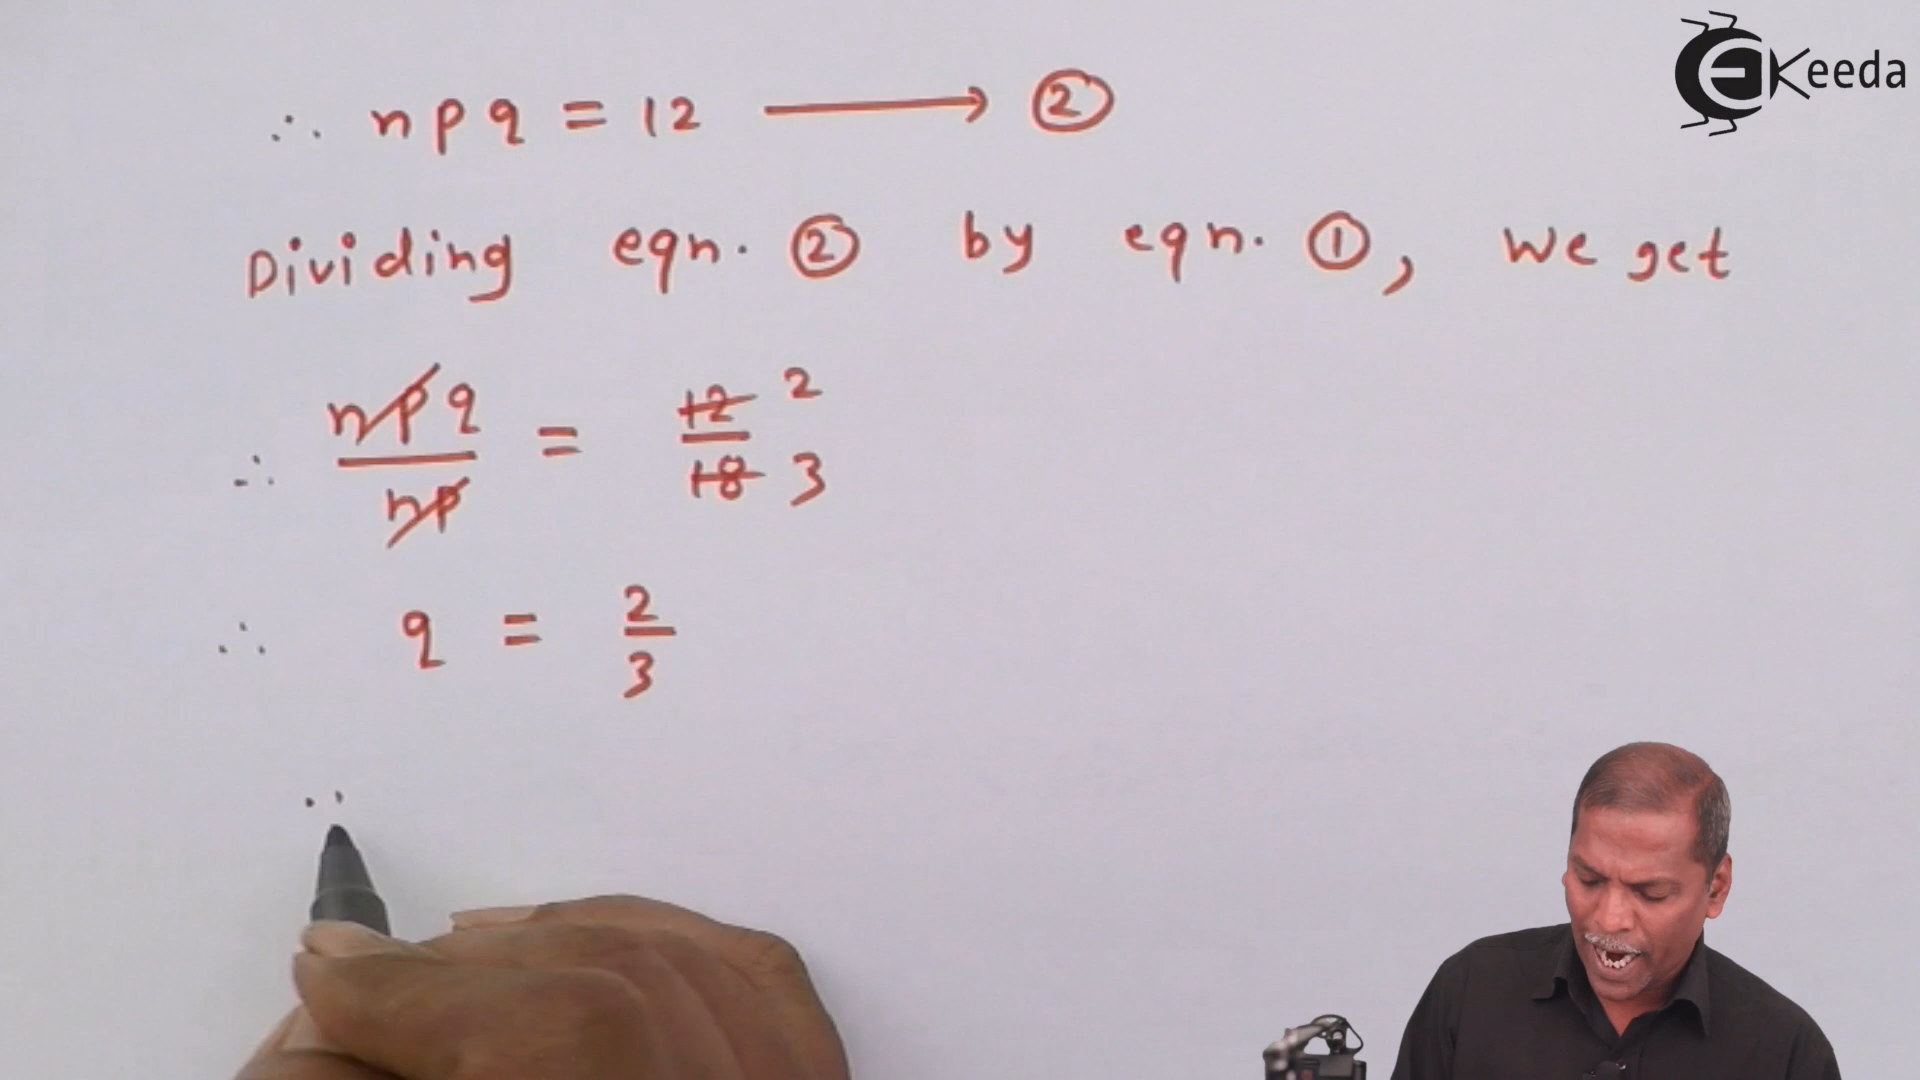 Keeda
∴ npq = 12 ⟶ ②
Dividing eqn. ② by eqn. ①, we get
∴ npq/np = 12/18 2/3
∴ q = 2/3
∵